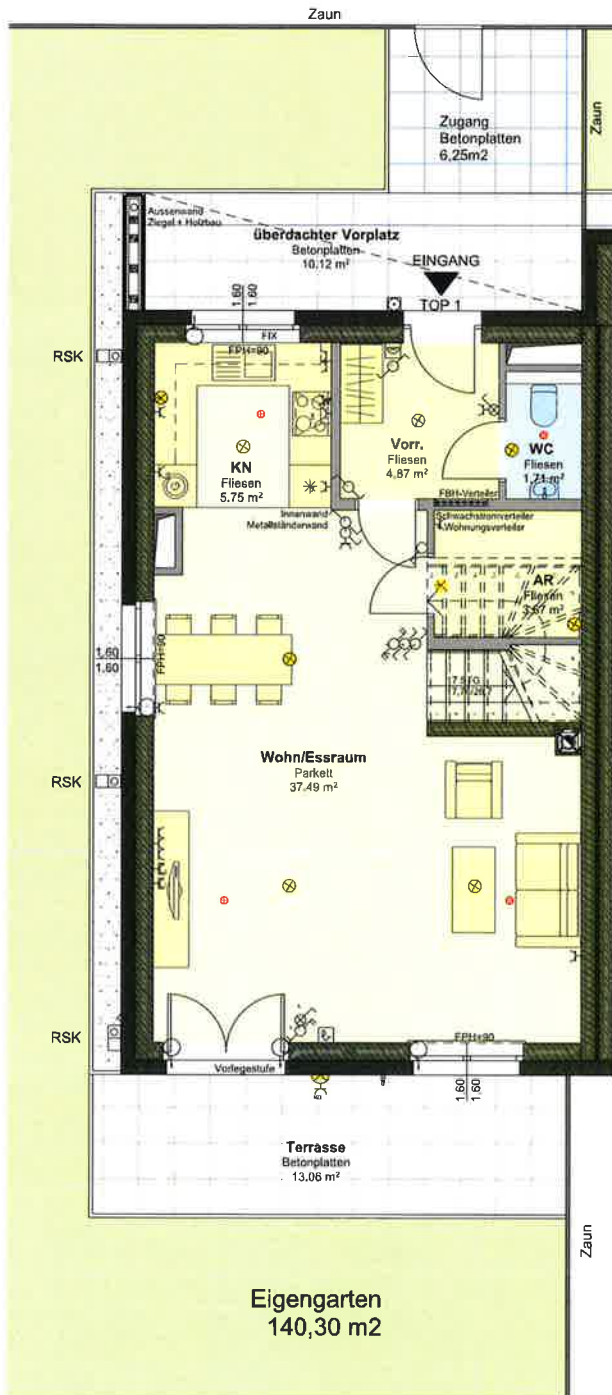 Zaun
Zaun
Zugang
Betonplatten
6,25m2
Aussenwand
Ziegel + Holzbau
überdachter Vorplatz
Betonplatten
10.12 m²
EINGANG
TOP 1
1.60
1.60
FIX
FPH=90
RSK
KN
Fliesen
5.75 m²
Vorr.
Fliesen
4,87 m²
WC
Fliesen
1.71 m²
FBH-Verteiler
Innenwand
Metallständerwand
Schwachstromverteiler
Wohnungsverteiler
AR
Fliesen
3.67 m²
1,60
1.60
FPH=90
Wohn/Essraum
Parkett
37.49 m²
RSK
RSK
FPH=90
Vorlegestufe
1,60
1.60
Terrasse
Betonplatten
13.06 m²
Zaun
Eigengarten
140,30 m2